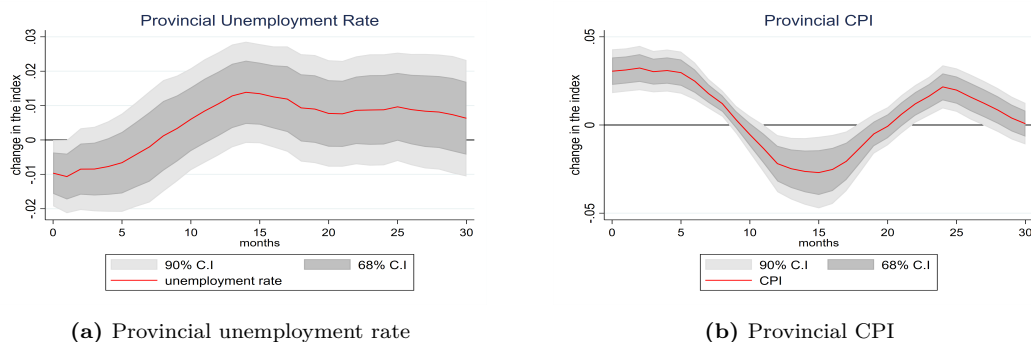 Provincial Unemployment Rate
change in the index
.03
.02
.01
0
-.01
-.02
0 5 10 15 20 25 30
months
90% C.I 68% C.I
unemployment rate
(a) Provincial unemployment rate
Provincial CPI
change in the index
.05
0
-.05
0 5 10 15 20 25 30
months
90% C.I 68% C.I
CPI
(b) Provincial CPI